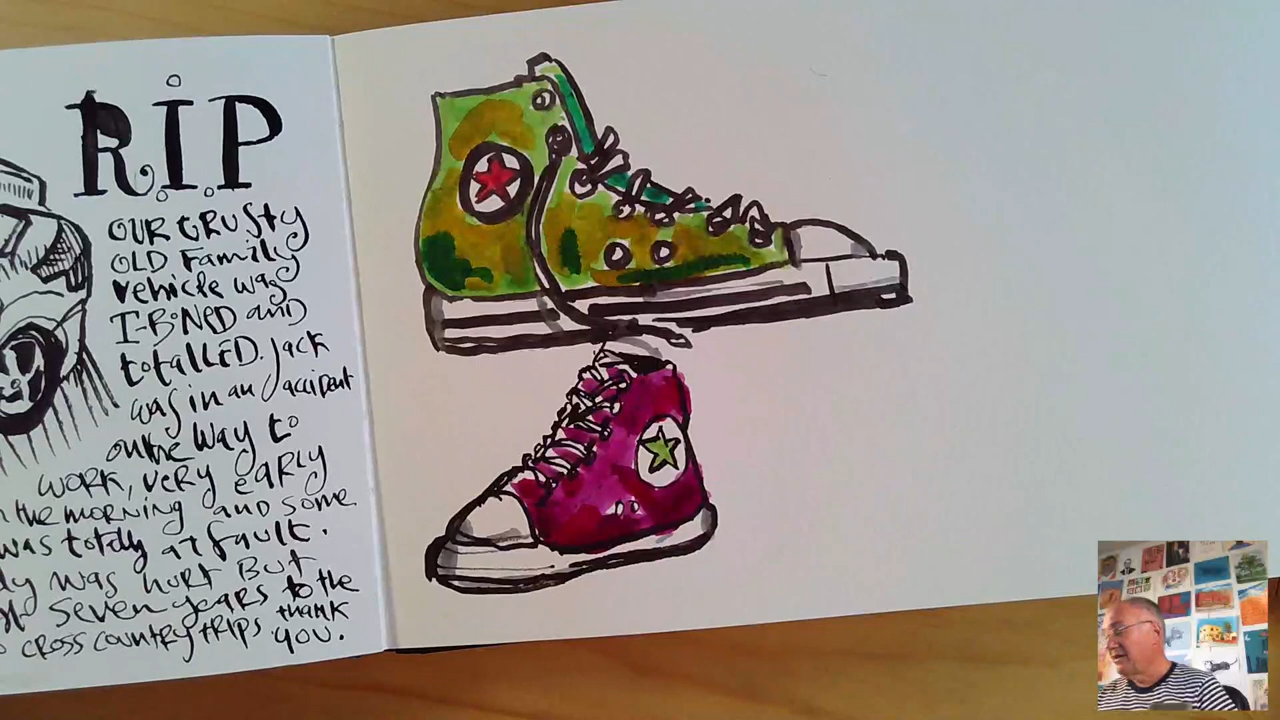 R.I.P
OUR TRUSTY
OLD FAMILY
vehicle was
T-BONED and
totalLED. Jack
was in an accident
on the way to
WORK, very early
the morning and some
was totally at fault.
was hurt BUT
seven years to the
thank
CROSS COUNTRY TRIPS you.